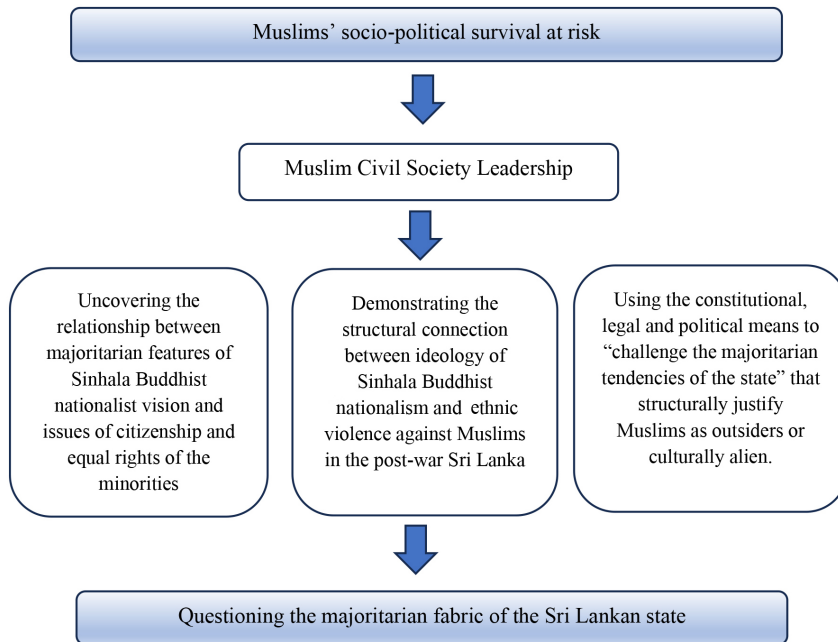 Muslims’ socio-political survival at risk
Muslim Civil Society Leadership
Uncovering the
relationship between
majoritarian features of
Sinhala Buddhist
nationalist vision and
issues of citizenship and
equal rights of the
minorities
Demonstrating the
structural connection
between ideology of
Sinhala Buddhist
nationalism and ethnic
violence against Muslims
in the post-war Sri Lanka
Using the constitutional,
legal and political means to
“challenge the majoritarian
tendencies of the state” that
structurally justify
Muslims as outsiders or
culturally alien.
Questioning the majoritarian fabric of the Sri Lankan state